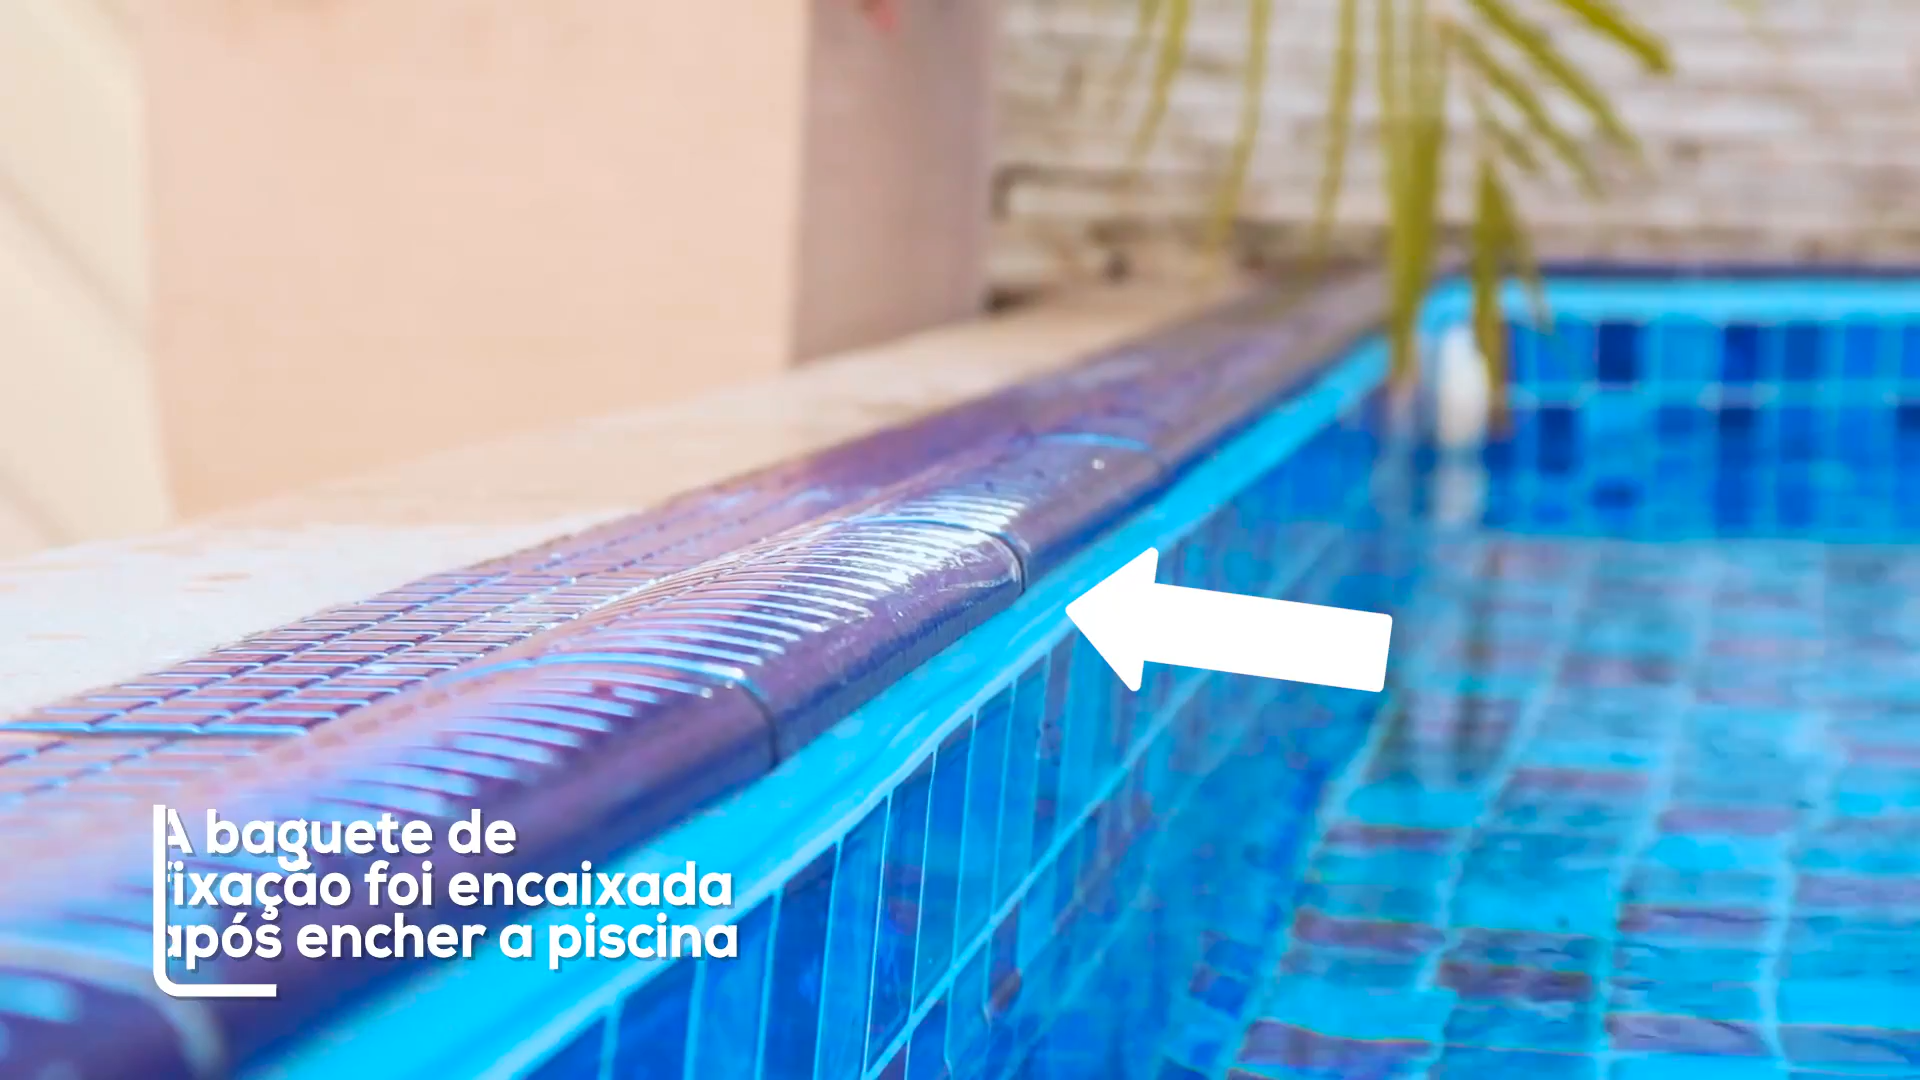 A baguete de
fixação foi encaixada
após encher a piscina